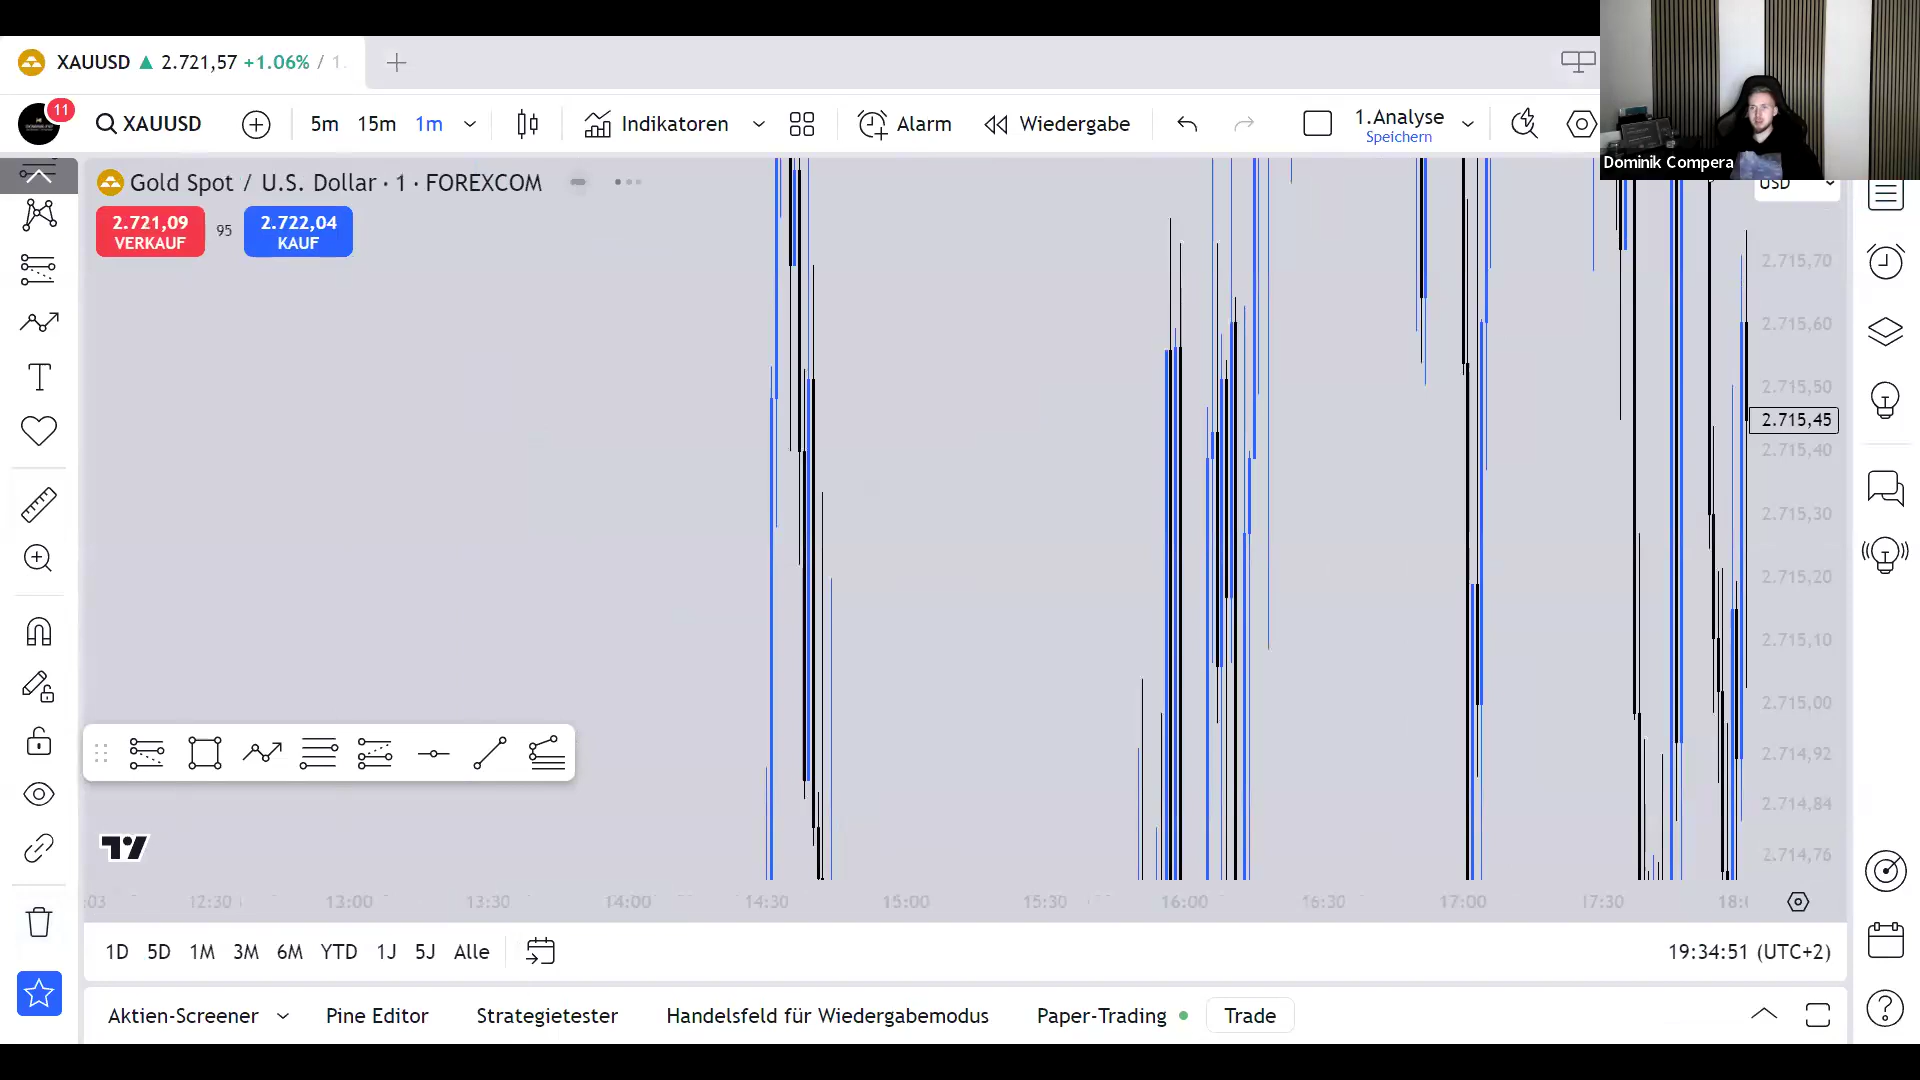 XAUUSD ▲ 2.721,57 +1.06% / 1.
11
XAUUSD
5m 15m 1m
Indikatoren
Alarm
Wiedergabe
1.Analyse
Speichern
Dominik Compera
Gold Spot / U.S. Dollar · 1 · FOREXCOM
USD
2.721,09
VERKAUF
95
2.722,04
KAUF
2.715,70
2.715,60
2.715,50
2.715,45
2.715,40
2.715,30
2.715,20
2.715,10
2.715,00
2.714,92
2.714,84
2.714,76
:03 12:30 13:00 13:30 14:00 14:30 15:00 15:30 16:00 16:30 17:00 17:30 18:0
1D 5D 1M 3M 6M YTD 1J 5J Alle
19:34:51 (UTC+2)
Aktien-Screener Pine Editor Strategietester Handelsfeld für Wiedergabemodus Paper-Trading Trade